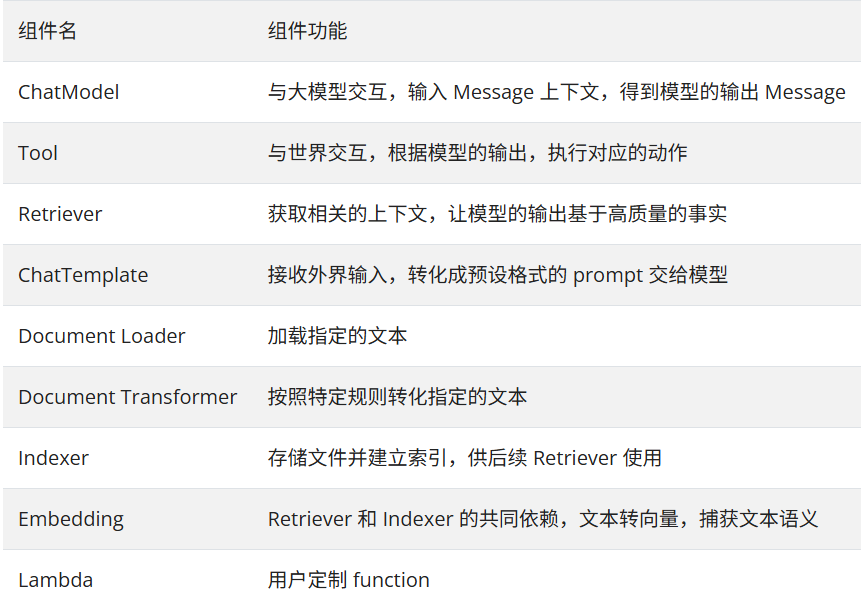 组件名 组件功能
ChatModel 与大模型交互，输入 Message 上下文，得到模型的输出 Message
Tool 与世界交互，根据模型的输出，执行对应的动作
Retriever 获取相关的上下文，让模型的输出基于高质量的事实
ChatTemplate 接收外界输入，转化成预设格式的 prompt 交给模型
Document Loader 加载指定的文本
Document Transformer 按照特定规则转化指定的文本
Indexer 存储文件并建立索引，供后续 Retriever 使用
Embedding Retriever 和 Indexer 的共同依赖，文本转向量，捕获文本语义
Lambda 用户定制 function